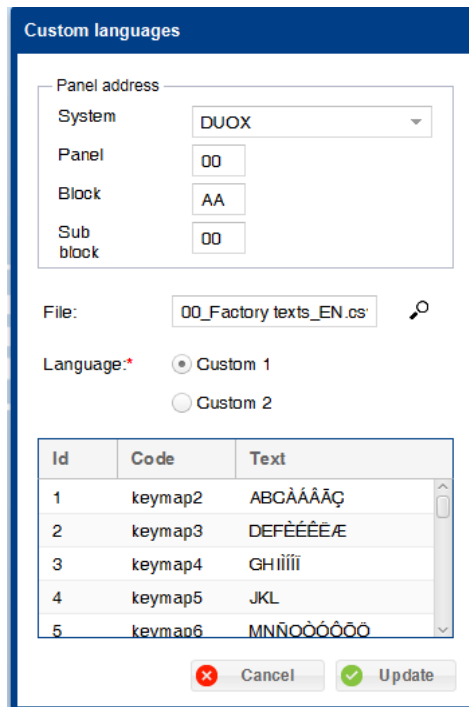 Custom languages
Panel address
System DUOX
Panel 00
Block AA
Sub block 00
File: 00_Factory texts_EN.cs
Language:* Custom 1
Custom 2
Id Code Text
1 keymap2 ABCÀÁÂÃÇ
2 keymap3 DEFÈÉÊËÆ
3 keymap4 GHIÌÍÎÏ
4 keymap5 JKL
5 keymap6 MNÑOÒÓÔÕÖ
Cancel Update